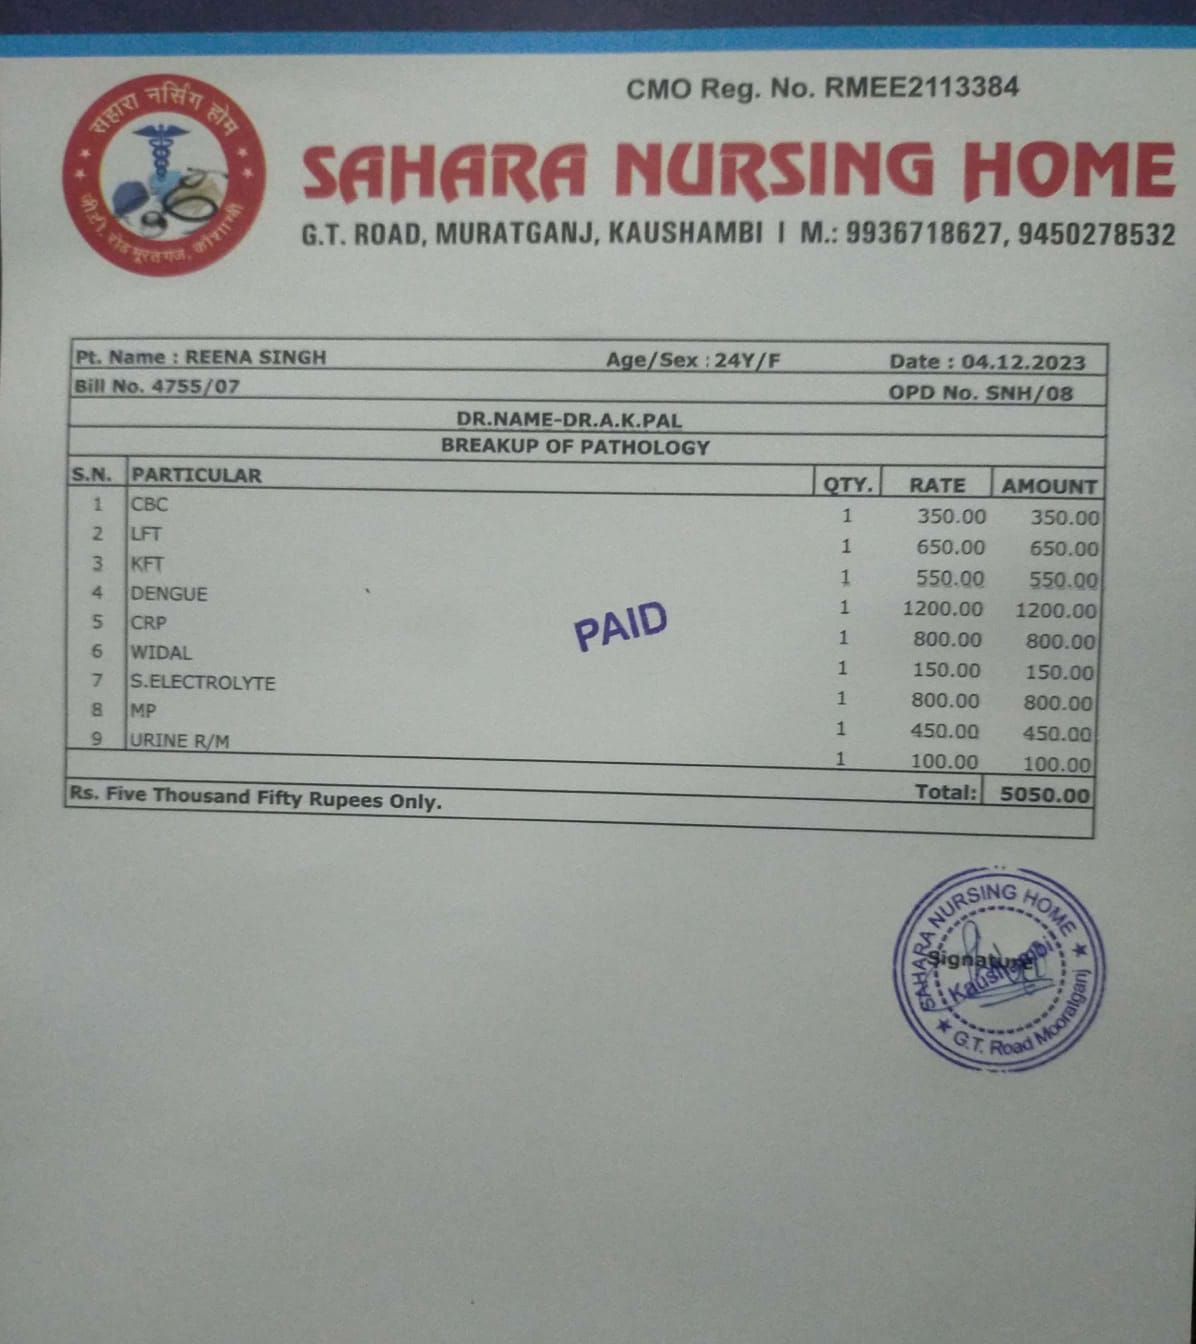 CMO Reg. No. RMEE2113384
सहारा नर्सिंग होम
जी.टी. रोड मूरतगंज, कौशाम्बी
SAHARA NURSING HOME
G.T. ROAD, MURATGANJ, KAUSHAMBI I M.: 9936718627, 9450278532
Pt. Name : REENA SINGH Age/Sex : 24Y/F Date : 04.12.2023
Bill No. 4755/07 OPD No. SNH/08
DR.NAME-DR.A.K.PAL
BREAKUP OF PATHOLOGY
S.N. PARTICULAR QTY. RATE AMOUNT
1 CBC 1 350.00 350.00
2 LFT 1 650.00 650.00
3 KFT 1 550.00 550.00
4 DENGUE 1 1200.00 1200.00
5 CRP 1 800.00 800.00
6 WIDAL 1 150.00 150.00
7 S.ELECTROLYTE 1 800.00 800.00
8 MP 1 450.00 450.00
9 URINE R/M 1 100.00 100.00
PAID
Rs. Five Thousand Fifty Rupees Only. Total: 5050.00
SAHARA NURSING HOME
Signature
Kaushambi
G.T. Road Mooratganj